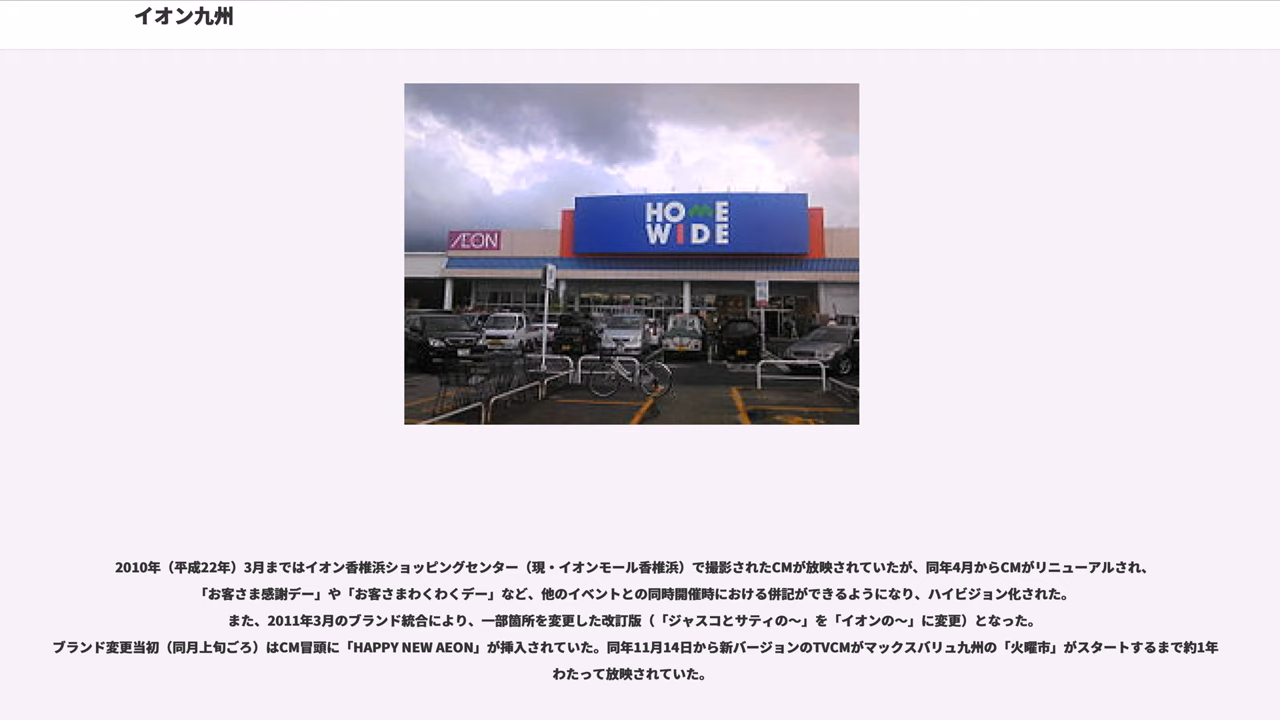 イオン九州
HOME
WIDE
ÆON
2010年（平成22年）3月まではイオン香椎浜ショッピングセンター（現・イオンモール香椎浜）で撮影されたCMが放映されていたが、同年4月からCMがリニューアルされ、
「お客さま感謝デー」や「お客さまわくわくデー」など、他のイベントとの同時開催時における併記ができるようになり、ハイビジョン化された。
また、2011年3月のブランド統合により、一部箇所を変更した改訂版（「ジャスコとサティの〜」を「イオンの〜」に変更）となった。
ブランド変更当初（同月上旬ごろ）はCM冒頭に「HAPPY NEW AEON」が挿入されていた。同年11月14日から新バージョンのTVCMがマックスバリュ九州の「火曜市」がスタートするまで約1年
わたって放映されていた。